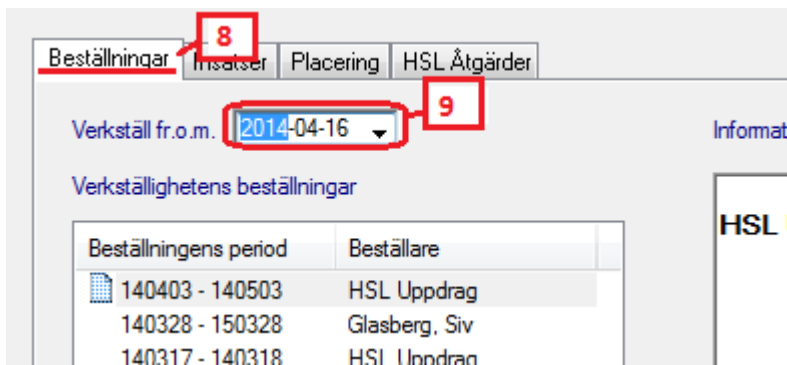 8
Beställningar Insatser Placering HSL Åtgärder
9
Verkställ fr.o.m. 2014-04-16 Informat
Verkställighetens beställningar
HSL
Beställningens period Beställare
140403 - 140503 HSL Uppdrag
140328 - 150328 Glasberg, Siv
140317 - 140318 HSL Uppdrag